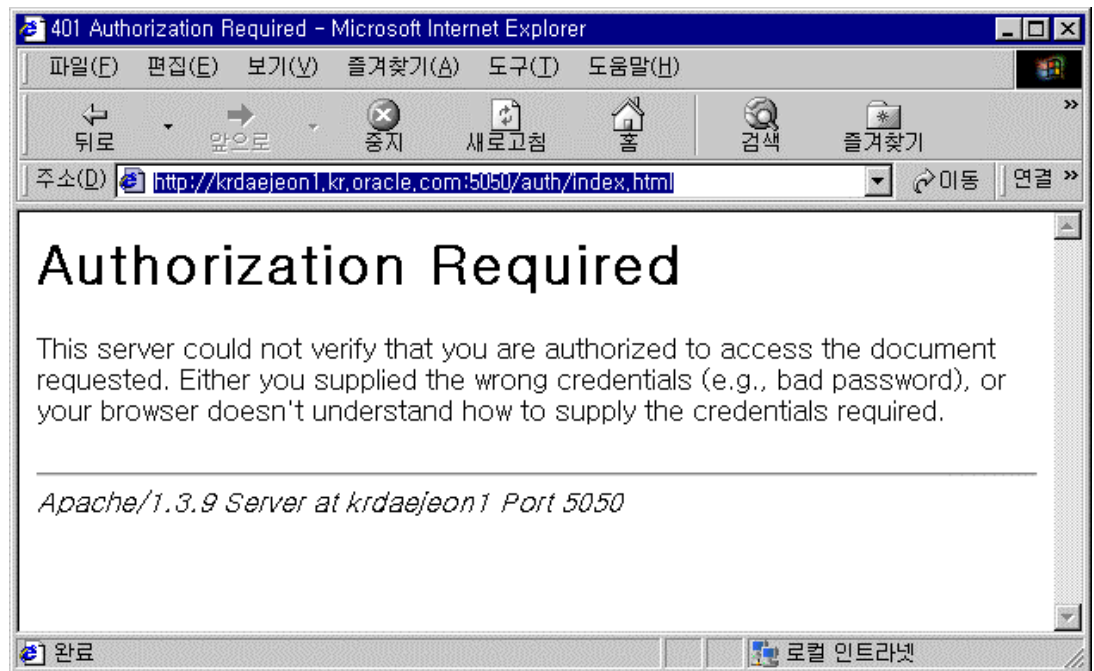 401 Authorization Required - Microsoft Internet Explorer
파일(F) 편집(E) 보기(V) 즐겨찾기(A) 도구(T) 도움말(H)
뒤로 앞으로 중지 새로고침 홈 검색 즐겨찾기 »
주소(D) http://krdaejeon1.kr.oracle.com:5050/auth/index.html 이동 연결 »
Authorization Required
This server could not verify that you are authorized to access the document
requested. Either you supplied the wrong credentials (e.g., bad password), or
your browser doesn't understand how to supply the credentials required.
Apache/1.3.9 Server at krdaejeon1 Port 5050
완료 로컬 인트라넷